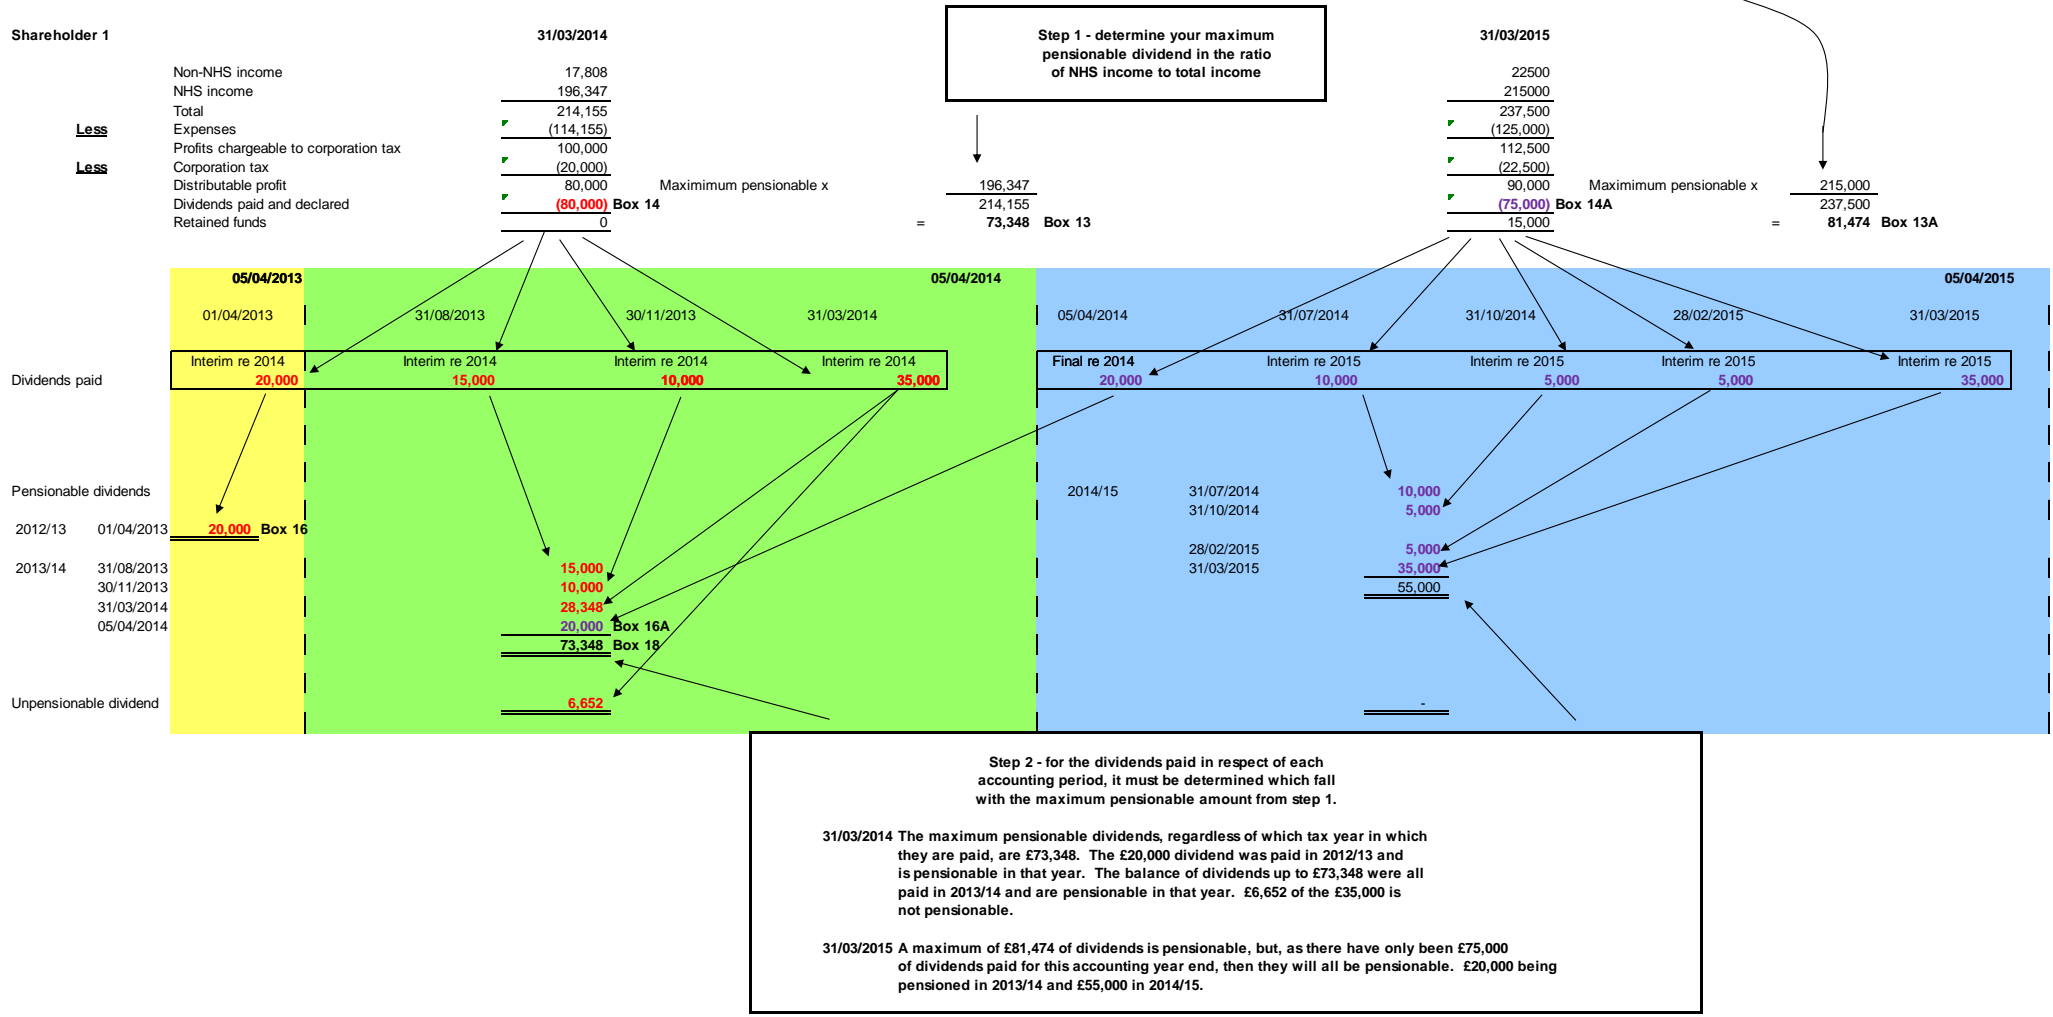 Shareholder 1 31/03/2014 31/03/2015
Step 1 - determine your maximum
pensionable dividend in the ratio
of NHS income to total income
Non-NHS income 17,808 22500
NHS income 196,347 215000
Total 214,155 237,500
Less Expenses (114,155) (125,000)
Profits chargeable to corporation tax 100,000 112,500
Less Corporation tax (20,000) (22,500)
Distributable profit 80,000 Maximimum pensionable x 196,347 90,000 Maximimum pensionable x 215,000
Dividends paid and declared (80,000) Box 14 214,155 (75,000) Box 14A 237,500
Retained funds 0 = 73,348 Box 13 15,000 = 81,474 Box 13A
05/04/2013 05/04/2014 05/04/2015
01/04/2013 31/08/2013 30/11/2013 31/03/2014 05/04/2014 31/07/2014 31/10/2014 28/02/2015 31/03/2015
Interim re 2014 Interim re 2014 Interim re 2014 Interim re 2014 Final re 2014 Interim re 2015 Interim re 2015 Interim re 2015 Interim re 2015
Dividends paid 20,000 15,000 10,000 35,000 20,000 10,000 5,000 5,000 35,000
Pensionable dividends 2014/15 31/07/2014 10,000
31/10/2014 5,000
2012/13 01/04/2013 20,000 Box 16
28/02/2015 5,000
2013/14 31/08/2013 15,000 31/03/2015 35,000
30/11/2013 10,000 55,000
31/03/2014 28,348
05/04/2014 20,000 Box 16A
73,348 Box 18
Unpensionable dividend 6,652 -
Step 2 - for the dividends paid in respect of each
accounting period, it must be determined which fall
with the maximum pensionable amount from step 1.
31/03/2014 The maximum pensionable dividends, regardless of which tax year in which
they are paid, are £73,348. The £20,000 dividend was paid in 2012/13 and
is pensionable in that year. The balance of dividends up to £73,348 were all
paid in 2013/14 and are pensionable in that year. £6,652 of the £35,000 is
not pensionable.
31/03/2015 A maximum of £81,474 of dividends is pensionable, but, as there have only been £75,000
of dividends paid for this accounting year end, then they will all be pensionable. £20,000 being
pensioned in 2013/14 and £55,000 in 2014/15.